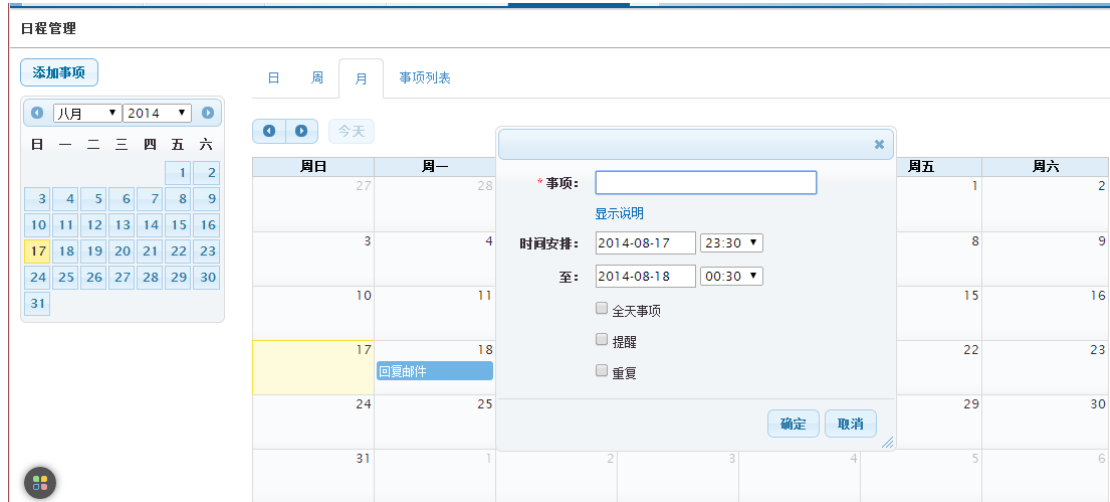 日程管理
添加事项
八月 2014
日 一 二 三 四 五 六
1 2
3 4 5 6 7 8 9
10 11 12 13 14 15 16
17 18 19 20 21 22 23
24 25 26 27 28 29 30
31
日 周 月 事项列表
今天
周日 周一 周五 周六
27 28 1 2
3 4 8 9
10 11 15 16
17 18 22 23
回复邮件
24 25 29 30
31 1 2 3 4 5 6
*事项:
显示说明
时间安排: 2014-08-17 23:30
至: 2014-08-18 00:30
全天事项
提醒
重复
确定 取消